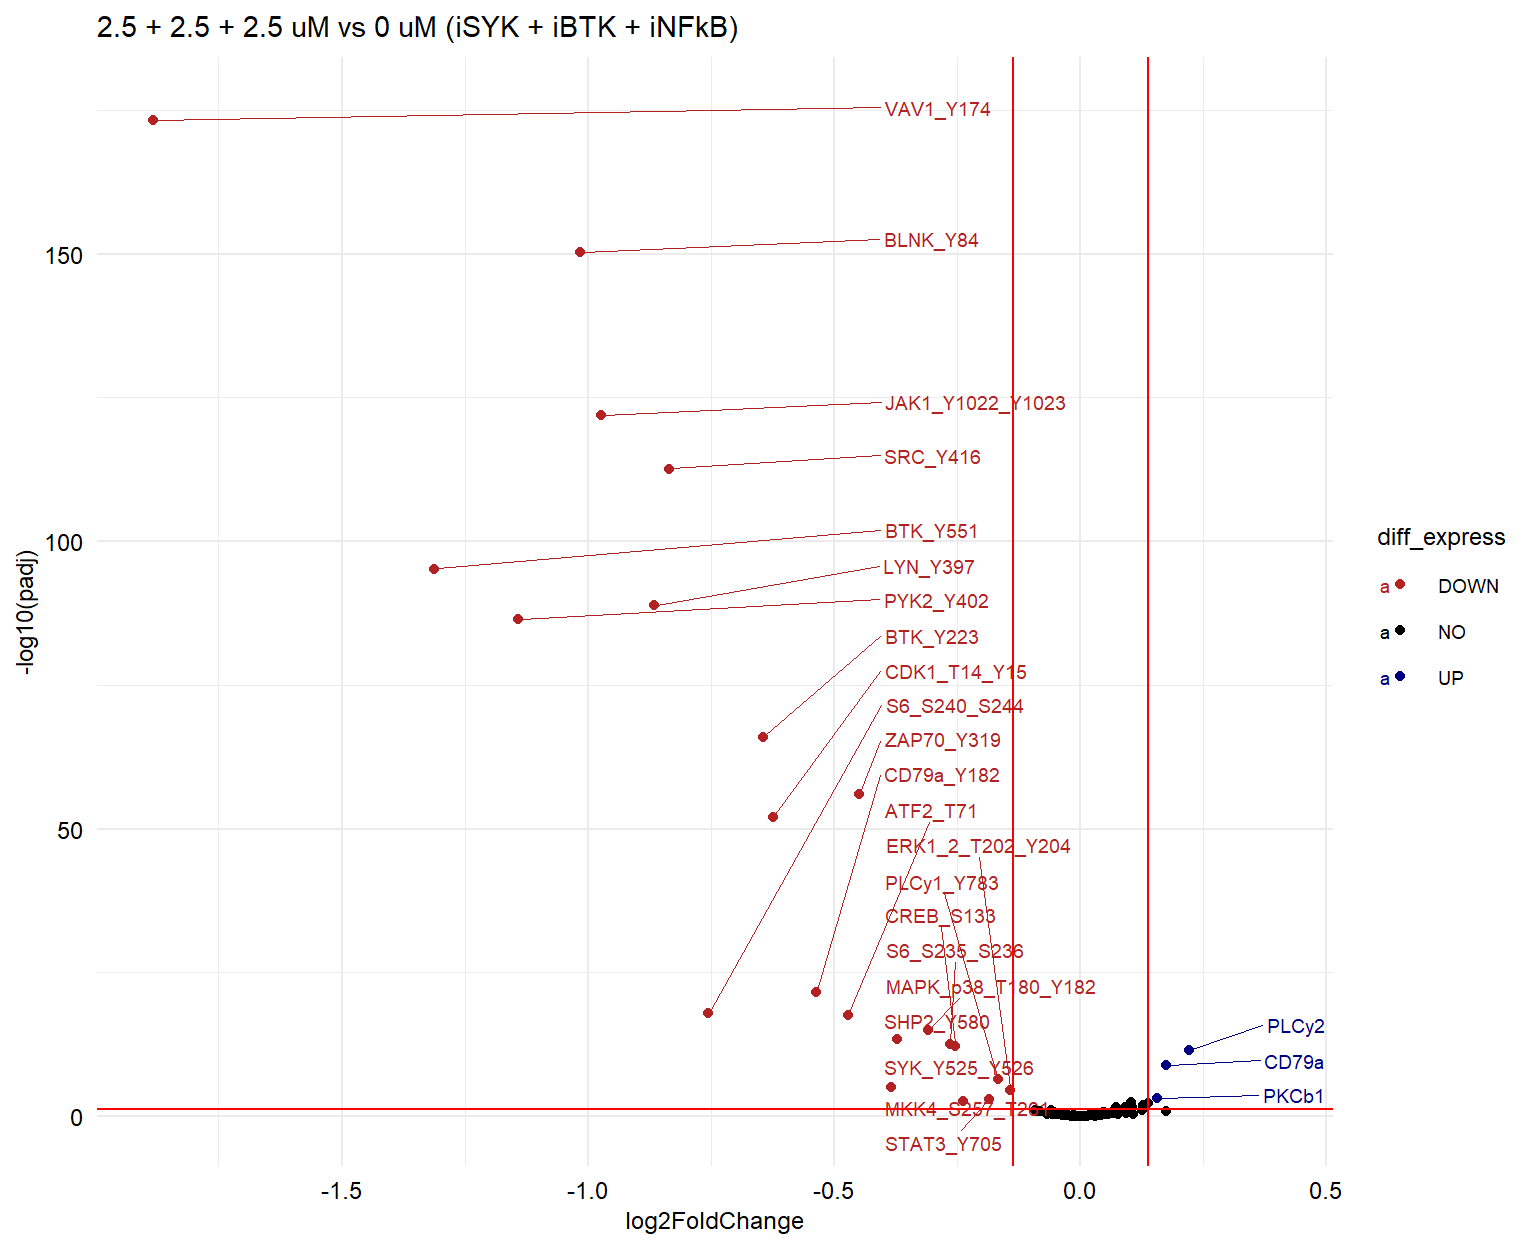 2.5 + 2.5 + 2.5 uM vs 0 uM (iSYK + iBTK + iNFkB)
VAV1_Y174
BLNK_Y84
150
JAK1_Y1022_Y1023
SRC_Y416
BTK_Y551
100
LYN_Y397
PYK2_Y402
BTK_Y223
CDK1_T14_Y15
S6_S240_S244
ZAP70_Y319
CD79a_Y182
ATF2_T71
50
ERK1_2_T202_Y204
PLCy1_Y783
CREB_S133
S6_S235_S236
MAPK_p38_T180_Y182
SHP2_Y580
SYK_Y525_Y526
MKK4_S257_T261
STAT3_Y705
0
PLCy2
CD79a
PKCb1
-log10(padj)
-1.5 -1.0 -0.5 0.0 0.5
log2FoldChange
diff_express
a DOWN
a NO
a UP